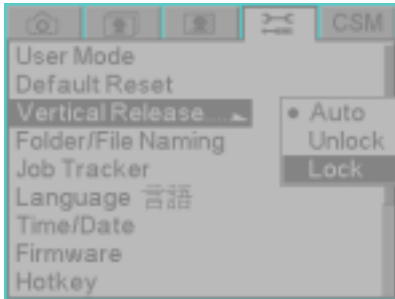 CSM
User Mode
Default Reset
Vertical Release....
Auto
Folder/File Naming
Unlock
Job Tracker
Lock
Language 言語
Time/Date
Firmware
Hotkey